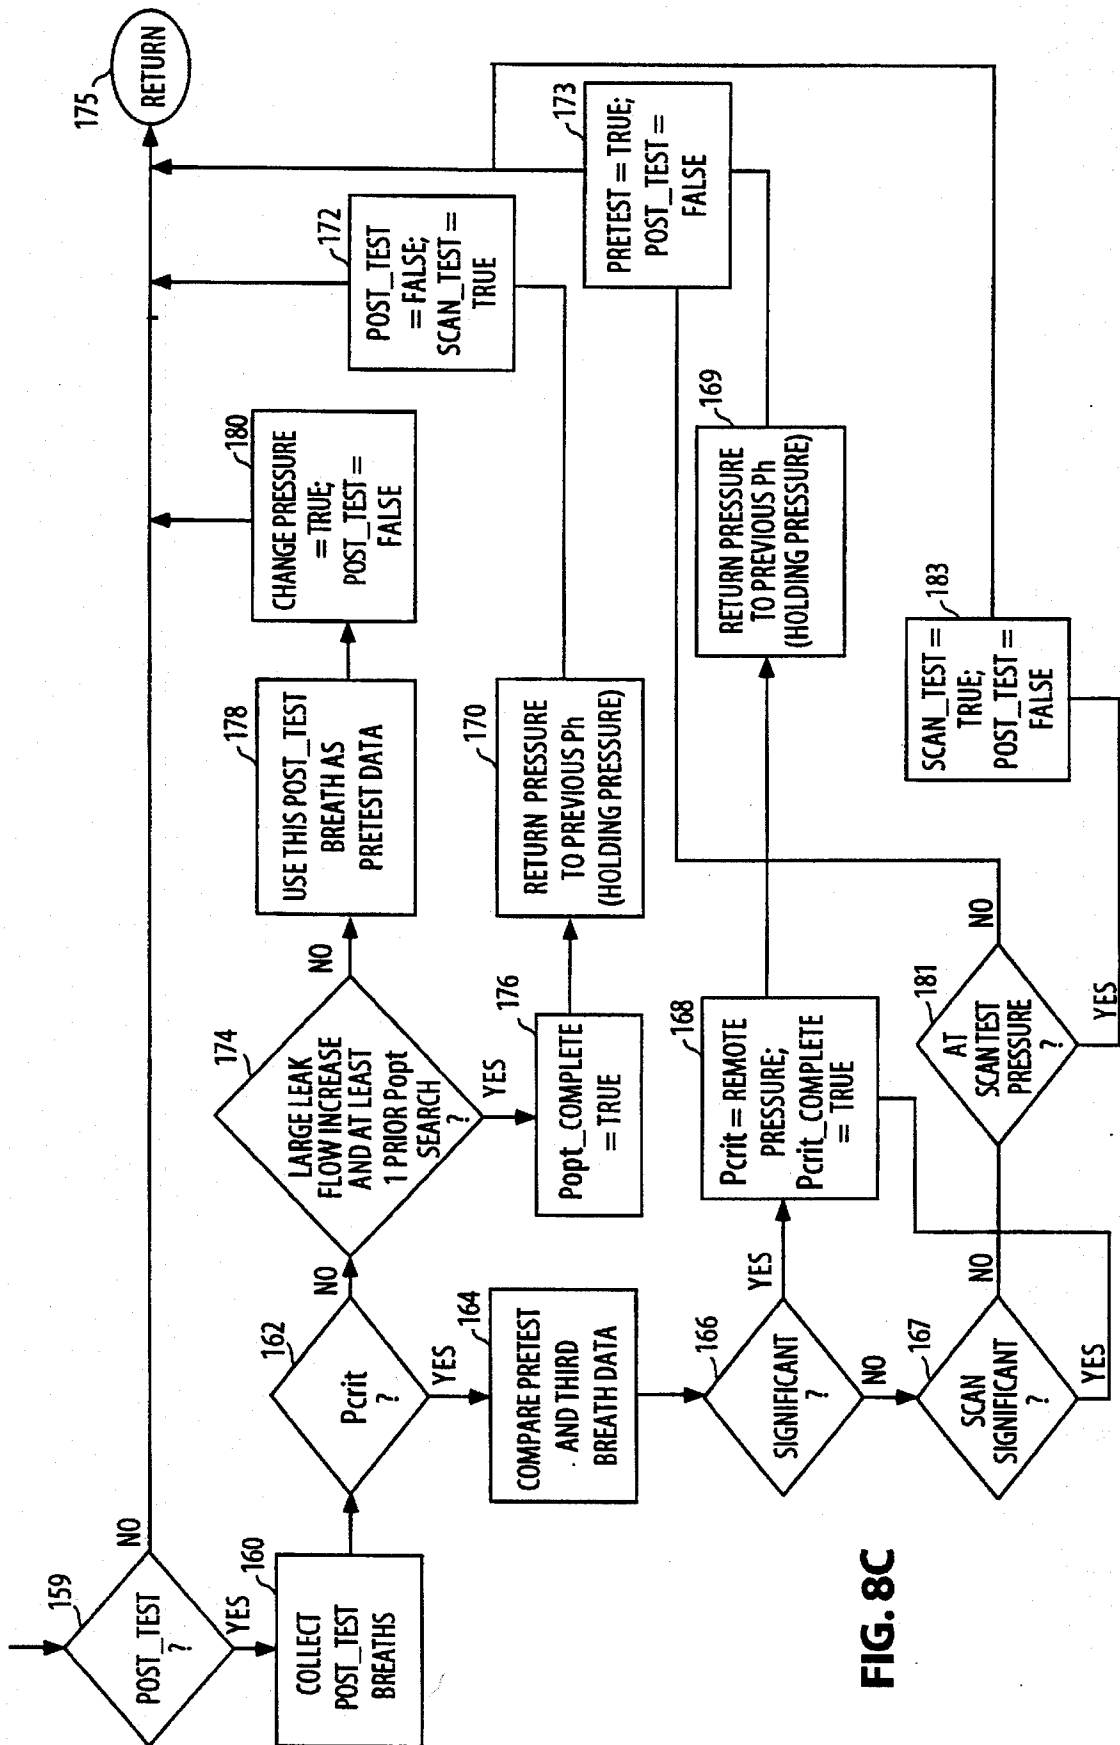 159
POST_TEST
?
NO
YES
175
RETURN
160
COLLECT
POST_TEST
BREATHS
162
Pcrit
?
NO
YES
174
LARGE LEAK
FLOW INCREASE
AND AT LEAST
1 PRIOR Popt
SEARCH
?
NO
YES
178
USE THIS POST_TEST
BREATH AS
PRETEST DATA
180
CHANGE PRESSURE
= TRUE;
POST_TEST =
FALSE
176
Popt_COMPLETE
= TRUE
170
RETURN PRESSURE
TO PREVIOUS Ph
(HOLDING PRESSURE)
172
POST_TEST
= FALSE;
SCAN_TEST =
TRUE
164
COMPARE PRETEST
AND THIRD
BREATH DATA
166
SIGNIFICANT
?
YES
NO
168
Pcrit = REMOTE
PRESSURE;
Pcrit_COMPLETE
= TRUE
169
RETURN PRESSURE
TO PREVIOUS Ph
(HOLDING PRESSURE)
173
PRETEST = TRUE;
POST_TEST =
FALSE
167
SCAN
SIGNIFICANT
?
NO
YES
181
AT
SCAN TEST
PRESSURE
?
NO
YES
183
SCAN_TEST =
TRUE;
POST_TEST =
FALSE
FIG. 8C